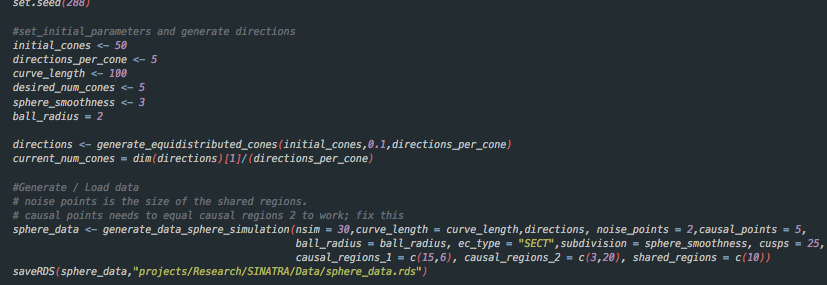 set.seed(288)
#set_initial_parameters and generate directions
initial_cones <- 50
directions_per_cone <- 5
curve_length <- 100
desired_num_cones <- 5
sphere_smoothness <- 3
ball_radius = 2
directions <- generate_equidistributed_cones(initial_cones,0.1,directions_per_cone)
current_num_cones = dim(directions)[1]/(directions_per_cone)
#Generate / Load data
# noise points is the size of the shared regions.
# causal points needs to equal causal regions 2 to work; fix this
sphere_data <- generate_data_sphere_simulation(nsim = 30,curve_length = curve_length,directions, noise_points = 2,causal_points = 5,
ball_radius = ball_radius, ec_type = "SECT",subdivision = sphere_smoothness, cusps = 25,
causal_regions_1 = c(15,6), causal_regions_2 = c(3,20), shared_regions = c(10))
saveRDS(sphere_data,"projects/Research/SINATRA/Data/sphere_data.rds")